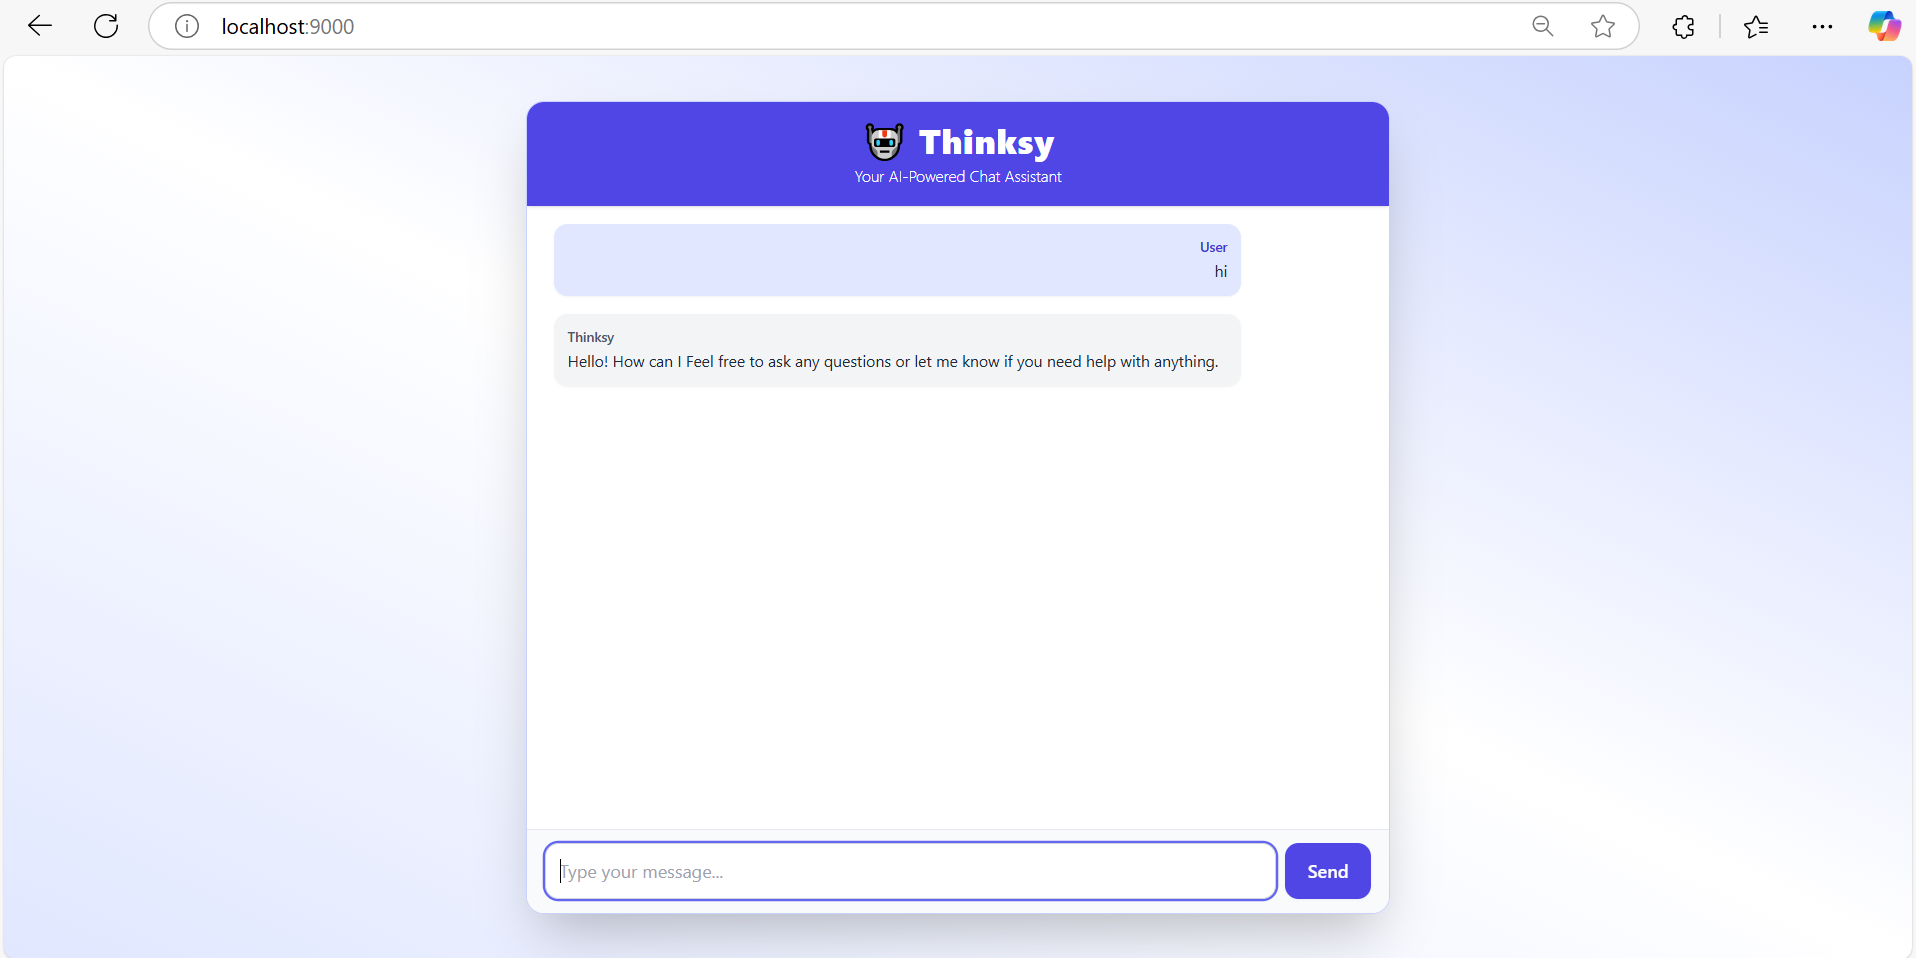 localhost:9000
Thinksy
Your AI-Powered Chat Assistant
User
hi
Thinksy
Hello! How can I Feel free to ask any questions or let me know if you need help with anything.
Type your message...
Send